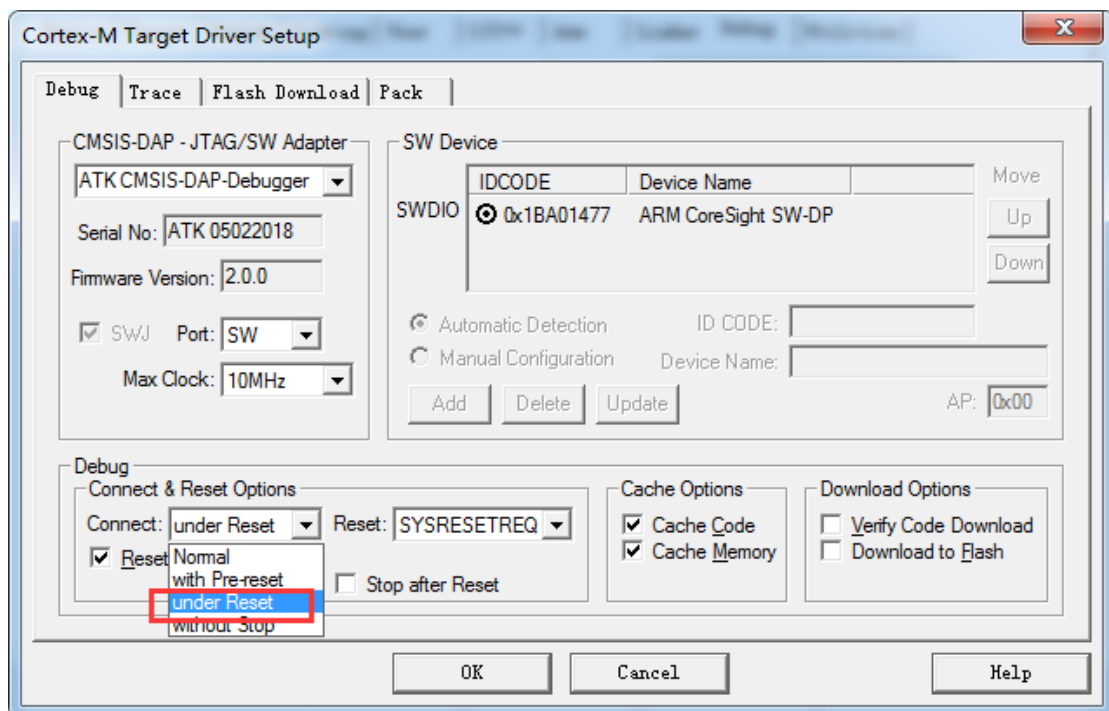 Cortex-M Target Driver Setup
Debug Trace Flash Download Pack
CMSIS-DAP - JTAG/SW Adapter
ATK CMSIS-DAP-Debugger
Serial No: ATK 05022018
Firmware Version: 2.0.0
SWJ Port: SW
Max Clock: 10MHz
SW Device
IDCODE Device Name
SWDIO 0x1BA01477 ARM CoreSight SW-DP
Move
Up
Down
Automatic Detection ID CODE:
Manual Configuration Device Name:
Add Delete Update AP: 0x00
Debug
Connect & Reset Options
Connect: under Reset Reset: SYSRESETREQ
Reset
Normal
with Pre-reset
under Reset
without Stop
Stop after Reset
Cache Options
Cache Code
Cache Memory
Download Options
Verify Code Download
Download to Flash
OK Cancel Help